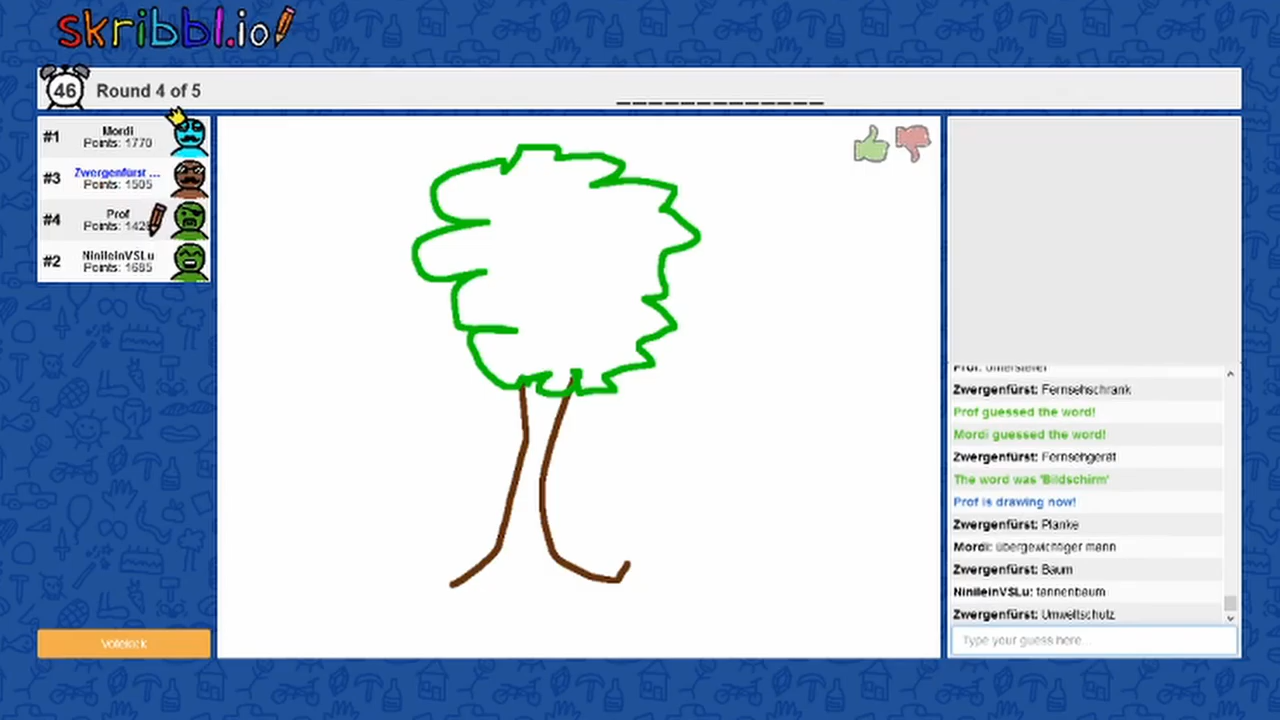 skribbl.io
46
Round 4 of 5
_ _ _ _ _ _ _ _ _ _ _ _ _
#1
Mordi
Points: 1770
#3
Zwergenfürst ...
Points: 1505
#4
Prof
Points: 142
#2
NinileinVSLu
Points: 1685
Votekick
Zwergenfürst: Fernsehschrank
Prof guessed the word!
Mordi guessed the word!
Zwergenfürst: Fernsehgerät
The word was 'Bildschirm'
Prof is drawing now!
Zwergenfürst: Planke
Mordi: übergewichtiger mann
Zwergenfürst: Baum
NinileinVSLu: tannenbaum
Zwergenfürst: Umweltschutz
Type your guess here...